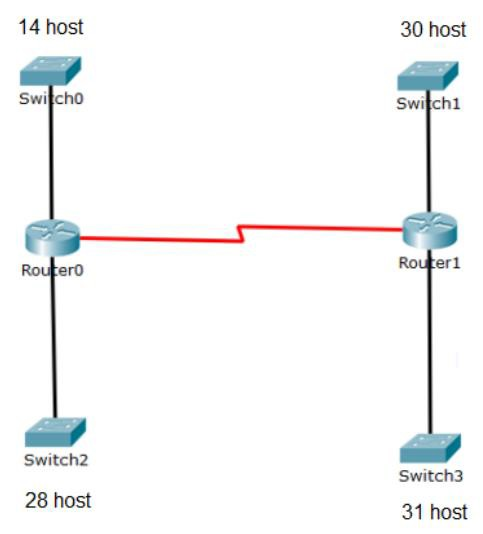 14 host
30 host
Switch0
Switch1
Router0
Router1
Switch2
Switch3
28 host
31 host